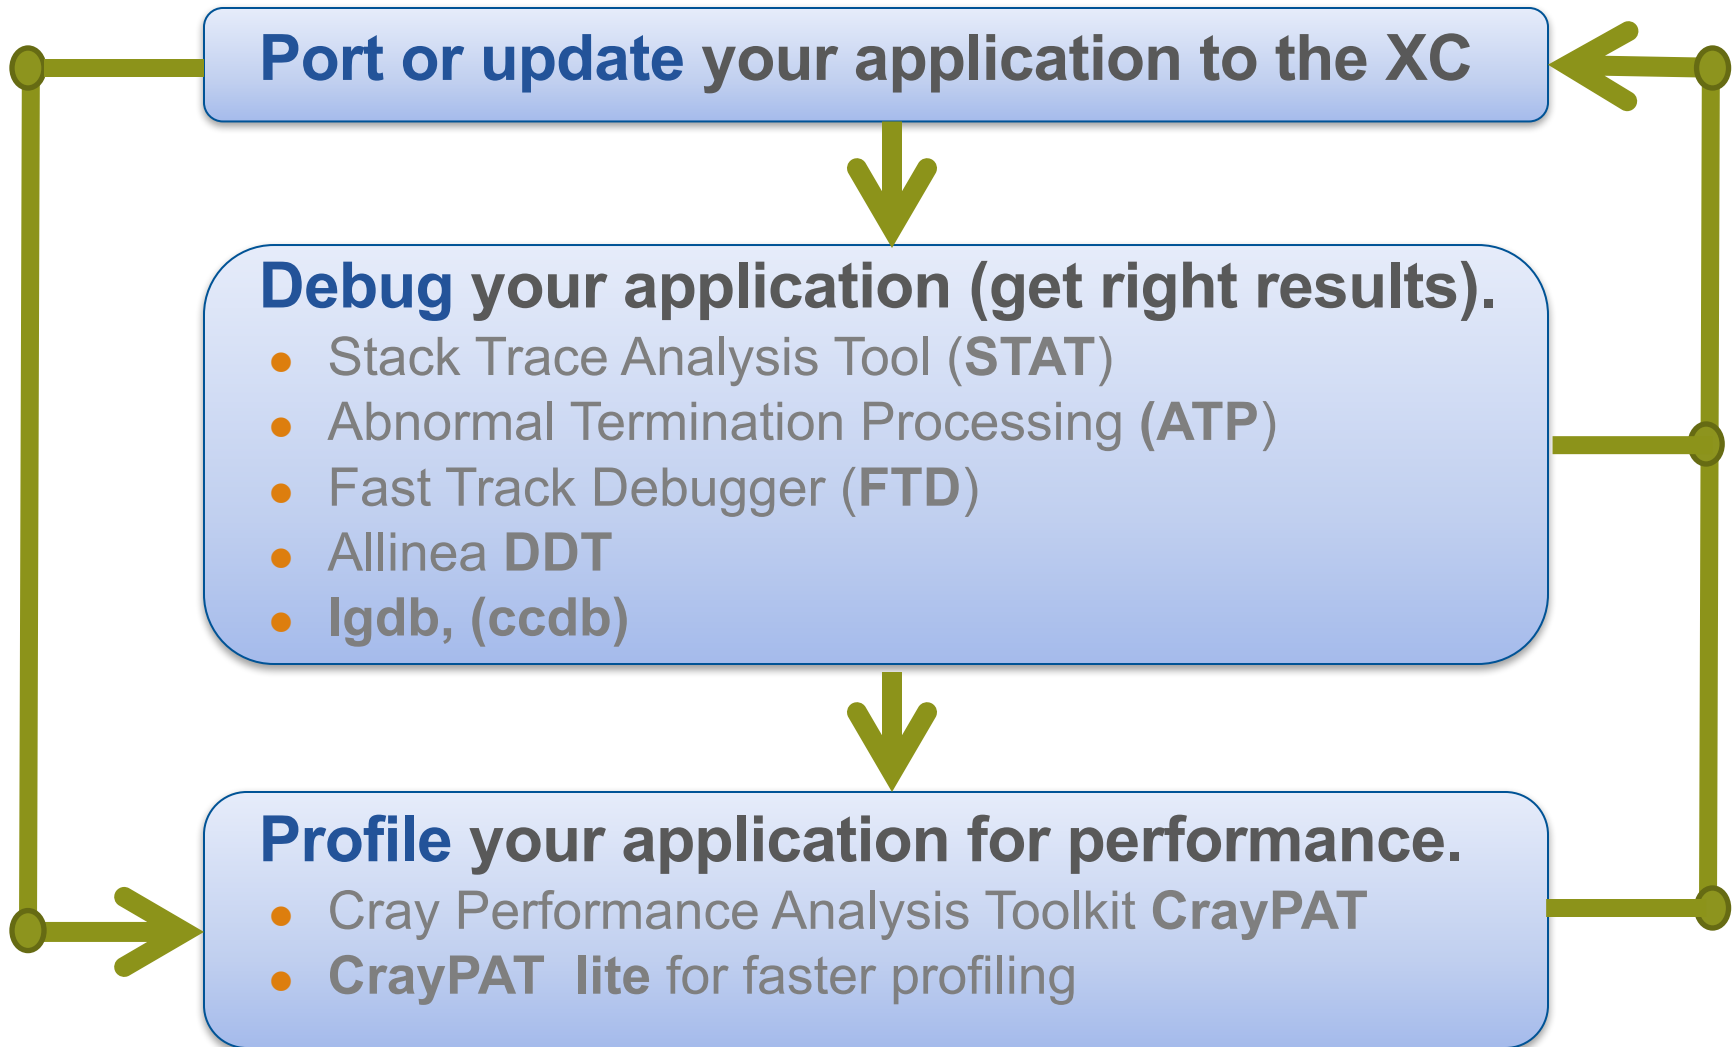 Port or update your application to the XC
Debug your application (get right results).
● Stack Trace Analysis Tool (STAT)
● Abnormal Termination Processing (ATP)
● Fast Track Debugger (FTD)
● Allinea DDT
● lgdb, (ccdb)
Profile your application for performance.
● Cray Performance Analysis Toolkit CrayPAT
● CrayPAT lite for faster profiling